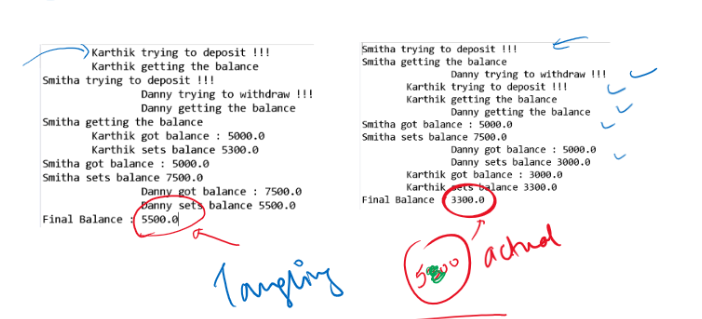 Karthik trying to deposit !!!
Karthik getting the balance
Smitha trying to deposit !!!
Danny trying to withdraw !!!
Danny getting the balance
Smitha getting the balance
Karthik got balance : 5000.0
Karthik sets balance 5300.0
Smitha got balance : 5000.0
Smitha sets balance 7500.0
Danny got balance : 7500.0
Danny sets balance 5500.0
Final Balance : 5500.0
Smitha trying to deposit !!!
Smitha getting the balance
Danny trying to withdraw !!!
Karthik trying to deposit !!!
Karthik getting the balance
Danny getting the balance
Smitha got balance : 5000.0
Smitha sets balance 7500.0
Danny got balance : 5000.0
Danny sets balance 3000.0
Karthik got balance : 3000.0
Karthik sets balance 3300.0
Final Balance 3300.0
actual